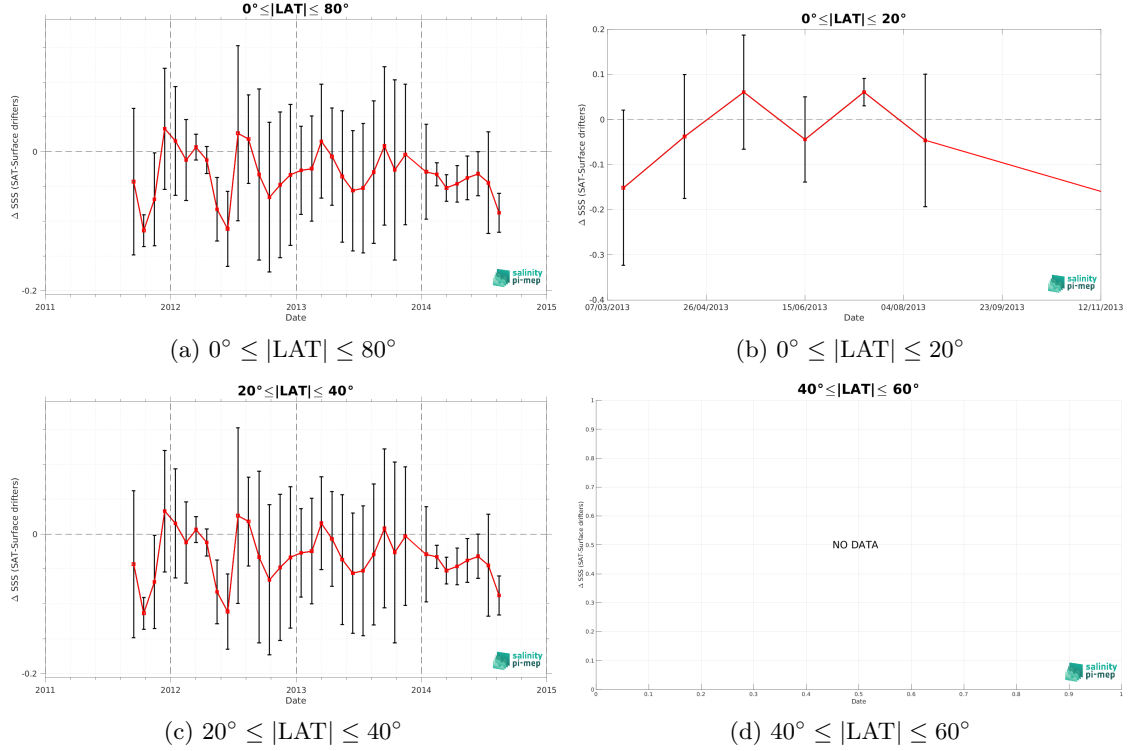 0°≤|LAT|≤ 80°
Δ SSS (SAT-Surface drifters)
0
-0.2
2011 2012 2013 2014 2015
Date
salinity
pi-mep
(a) 0° ≤ |LAT| ≤ 80°
0°≤|LAT|≤ 20°
Δ SSS (SAT-Surface drifters)
0.2
0.1
0
-0.1
-0.2
-0.3
-0.4
07/03/2013 26/04/2013 15/06/2013 04/08/2013 23/09/2013 12/11/2013
Date
salinity
pi-mep
(b) 0° ≤ |LAT| ≤ 20°
20°≤|LAT|≤ 40°
Δ SSS (SAT-Surface drifters)
0
-0.2
2011 2012 2013 2014 2015
Date
salinity
pi-mep
(c) 20° ≤ |LAT| ≤ 40°
40°≤|LAT|≤ 60°
Δ SSS (SAT-Surface drifters)
1
0.9
0.8
0.7
0.6
0.5
0.4
0.3
0.2
0.1
0
NO DATA
0 0.1 0.2 0.3 0.4 0.5 0.6 0.7 0.8 0.9 1
Date
salinity
pi-mep
(d) 40° ≤ |LAT| ≤ 60°